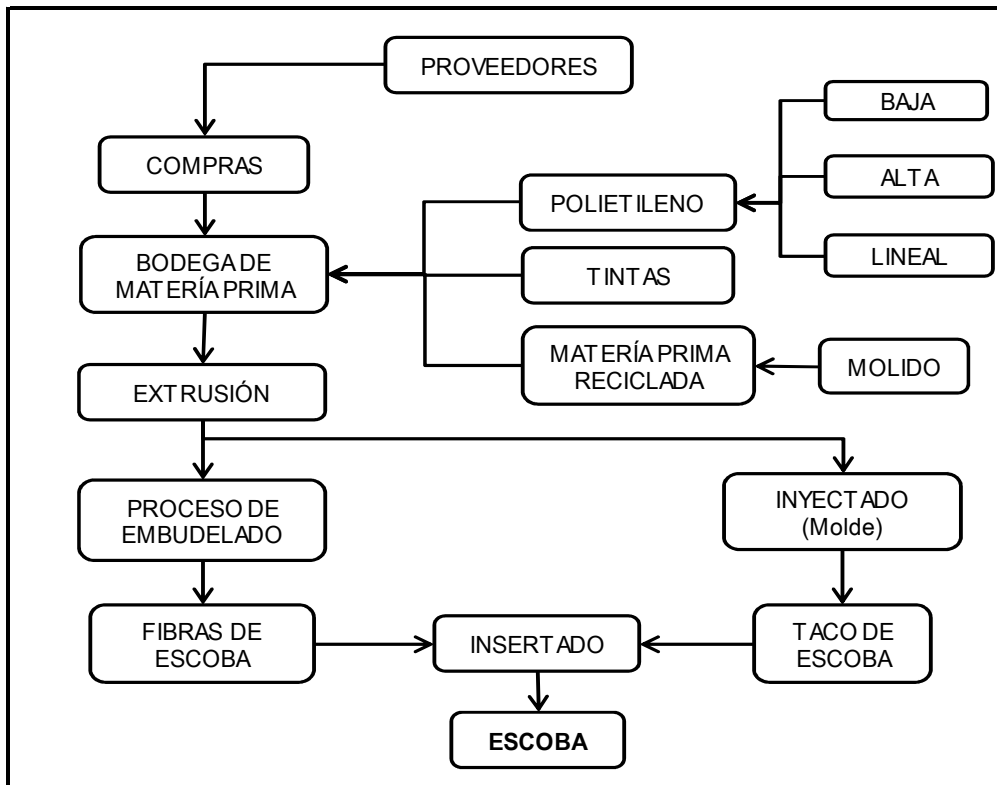 PROVEEDORES
BAJA
COMPRAS
ALTA
POLIETILENO
BODEGA DE
MATERÍA PRIMA
LINEAL
TINTAS
MATERÍA PRIMA
RECICLADA
MOLIDO
EXTRUSIÓN
PROCESO DE
EMBUDELADO
INYECTADO
(Molde)
FIBRAS DE
ESCOBA
INSERTADO
TACO DE
ESCOBA
ESCOBA